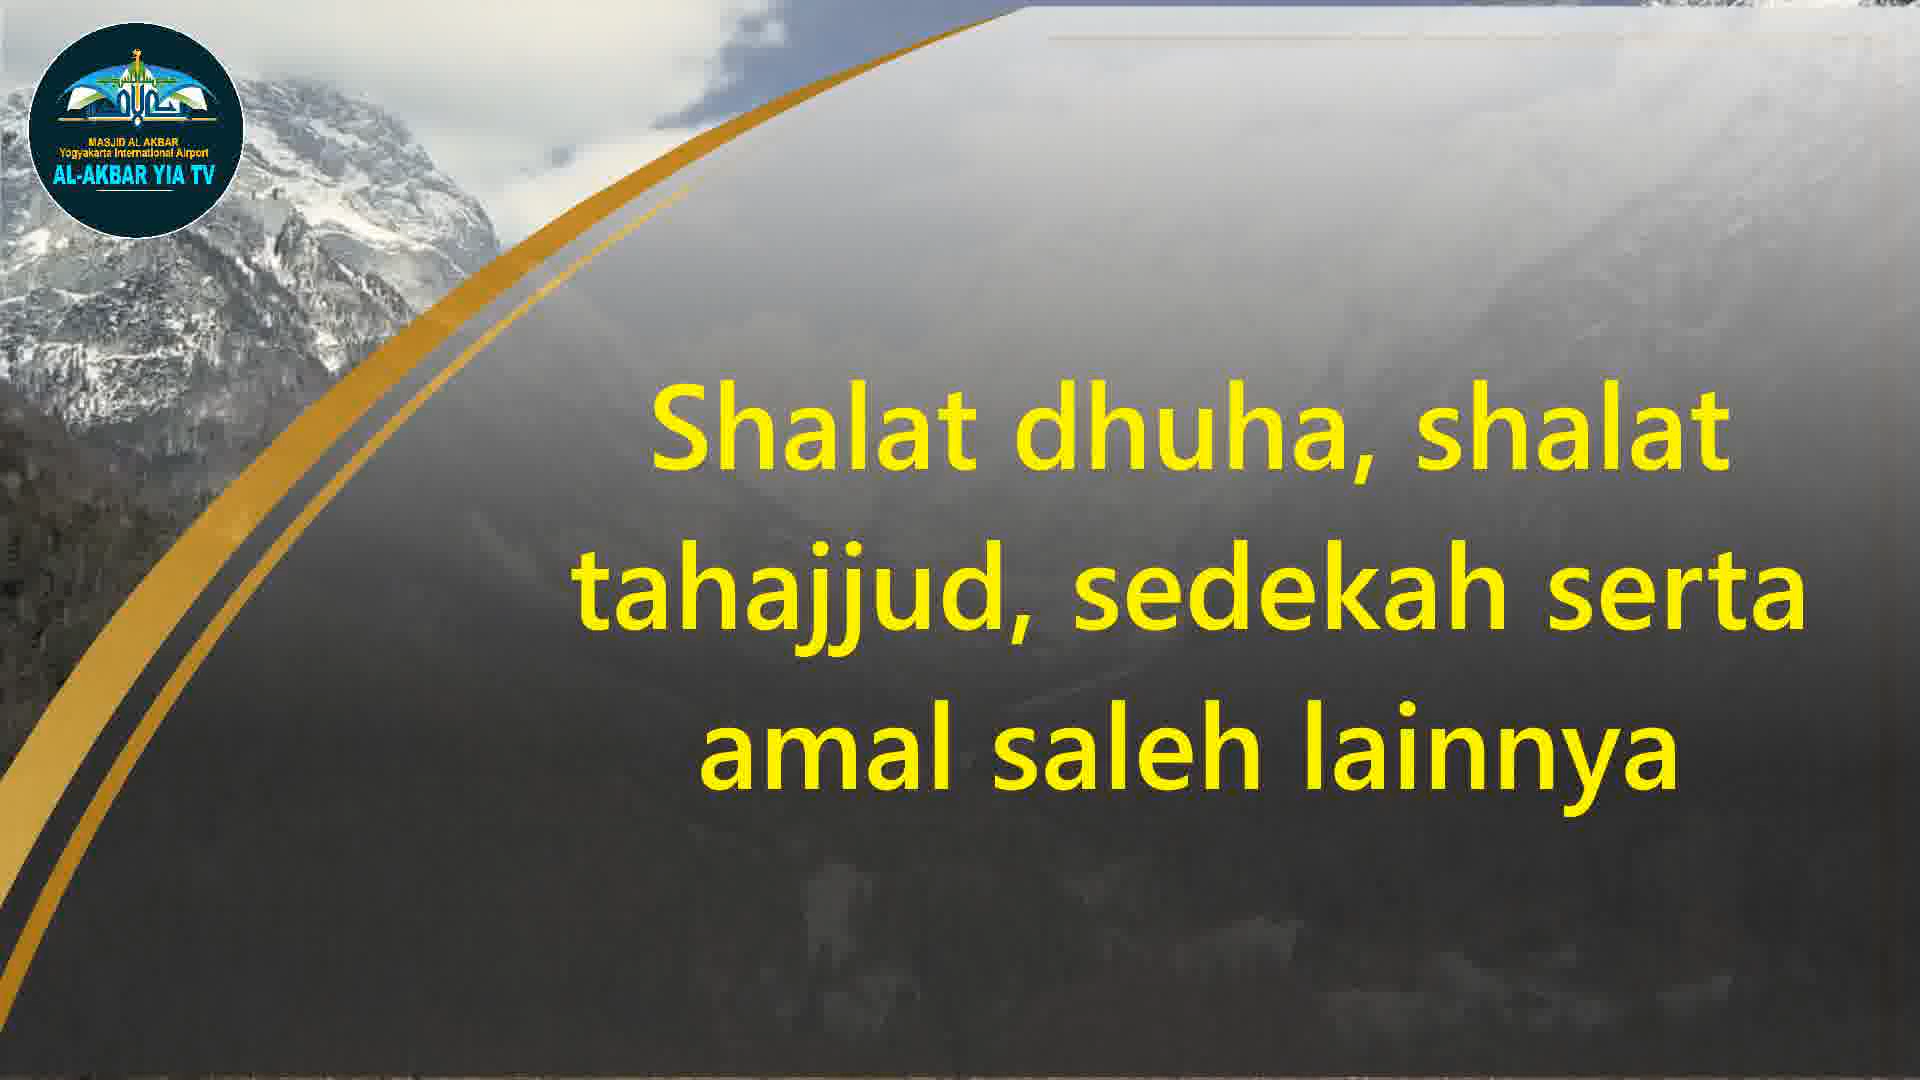 MASJID AL AKBAR
Yogyakarta International Airport
AL-AKBAR YIA TV
Shalat dhuha, shalat
tahajjud, sedekah serta
amal saleh lainnya